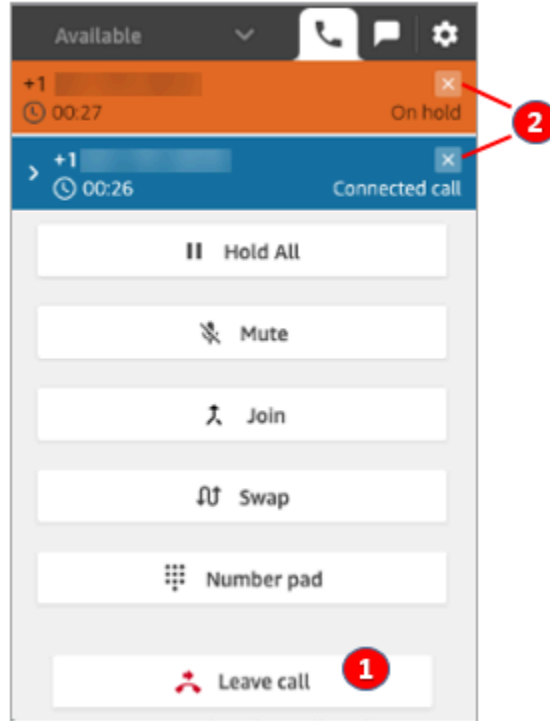 Available
+1
00:27
On hold
2
+1
00:26
Connected call
Hold All
Mute
Join
Swap
Number pad
Leave call
1